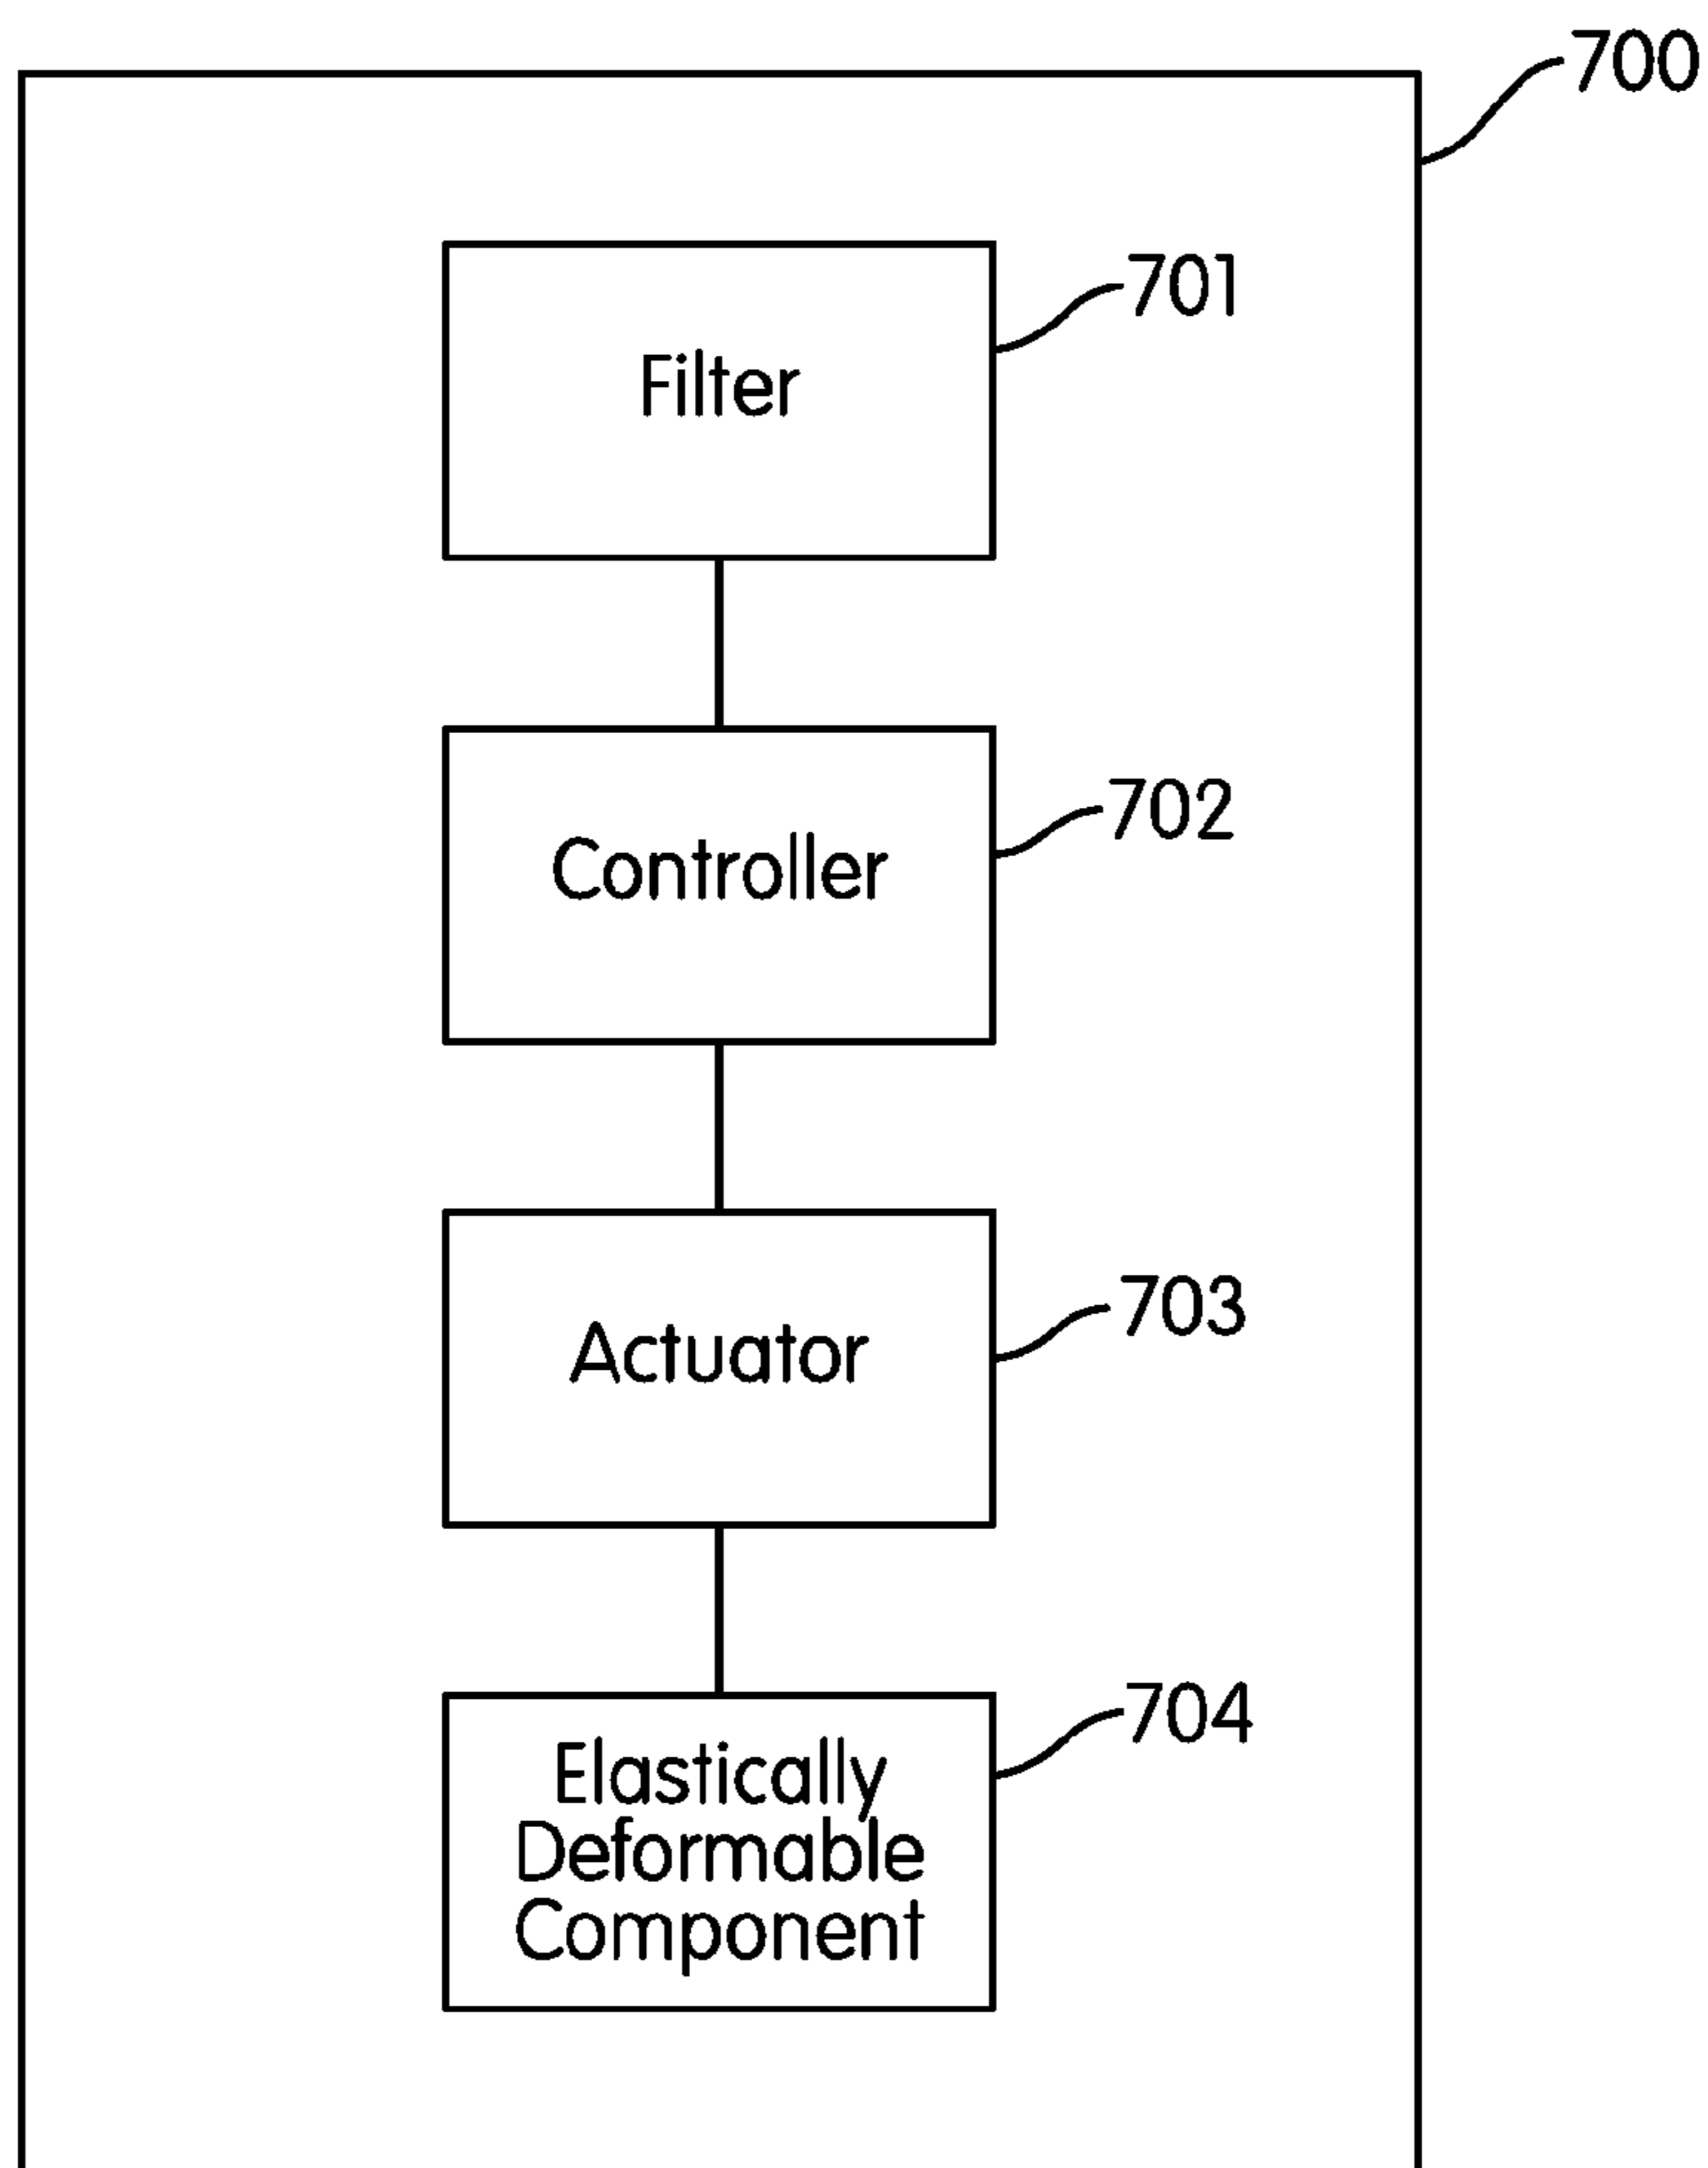 700
701
Filter
702
Controller
703
Actuator
704
Elastically
Deformable
Component